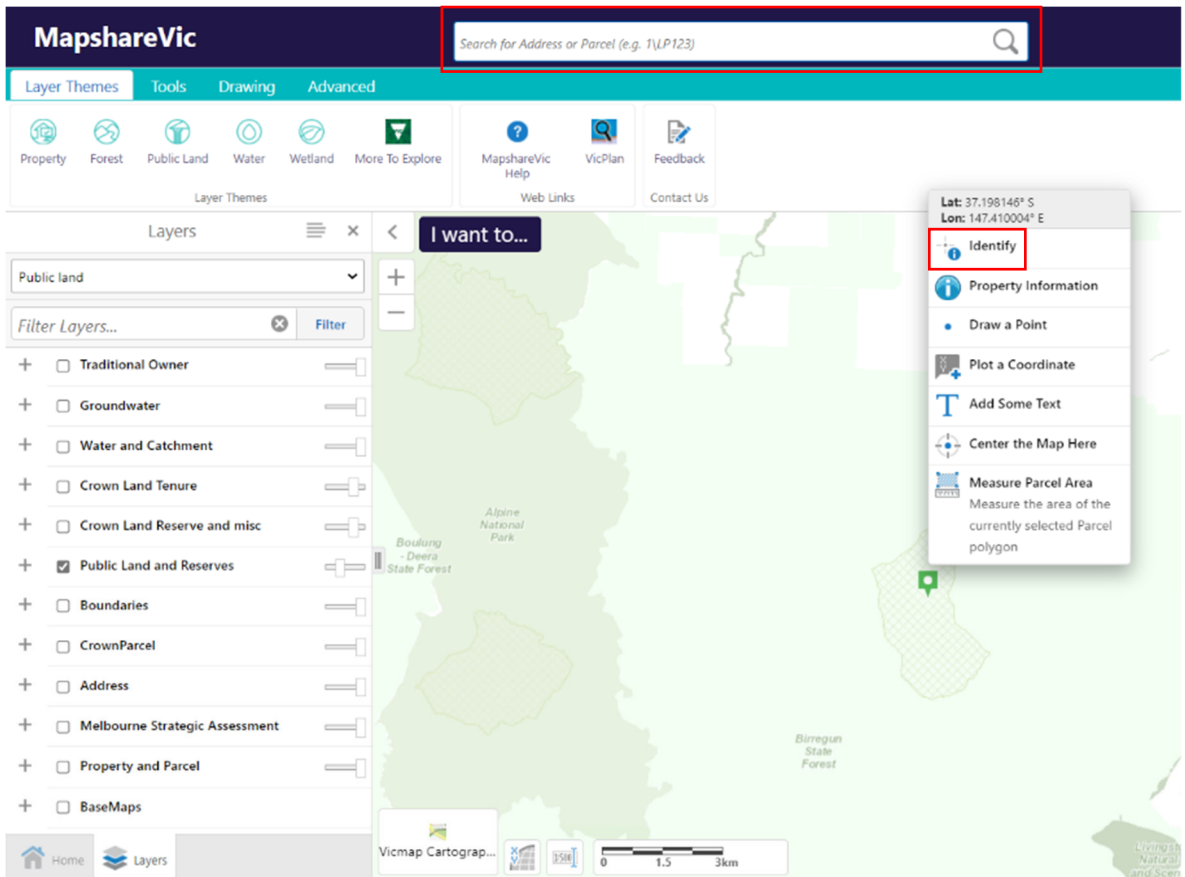 MapshareVic
Search for Address or Parcel (e.g. 1\LP123)
Layer Themes Tools Drawing Advanced
Property Forest Public Land Water Wetland More To Explore
MapshareVic
Help
VicPlan
Feedback
Layer Themes Web Links Contact Us
Layers
Public land
Filter Layers... Filter
Traditional Owner
Groundwater
Water and Catchment
Crown Land Tenure
Crown Land Reserve and misc
Public Land and Reserves
Boundaries
CrownParcel
Address
Melbourne Strategic Assessment
Property and Parcel
BaseMaps
Home Layers
I want to...
Lat: 37.198146° S
Lon: 147.410004° E
Identify
Property Information
Draw a Point
Plot a Coordinate
Add Some Text
Center the Map Here
Measure Parcel Area
Measure the area of the
currently selected Parcel
polygon
Alpine
National
Park
Boulung
- Deera
State Forest
Birregun
State
Forest
Natural
Vicmap Cartograp...
X
Y
1:500
0 1.5 3km